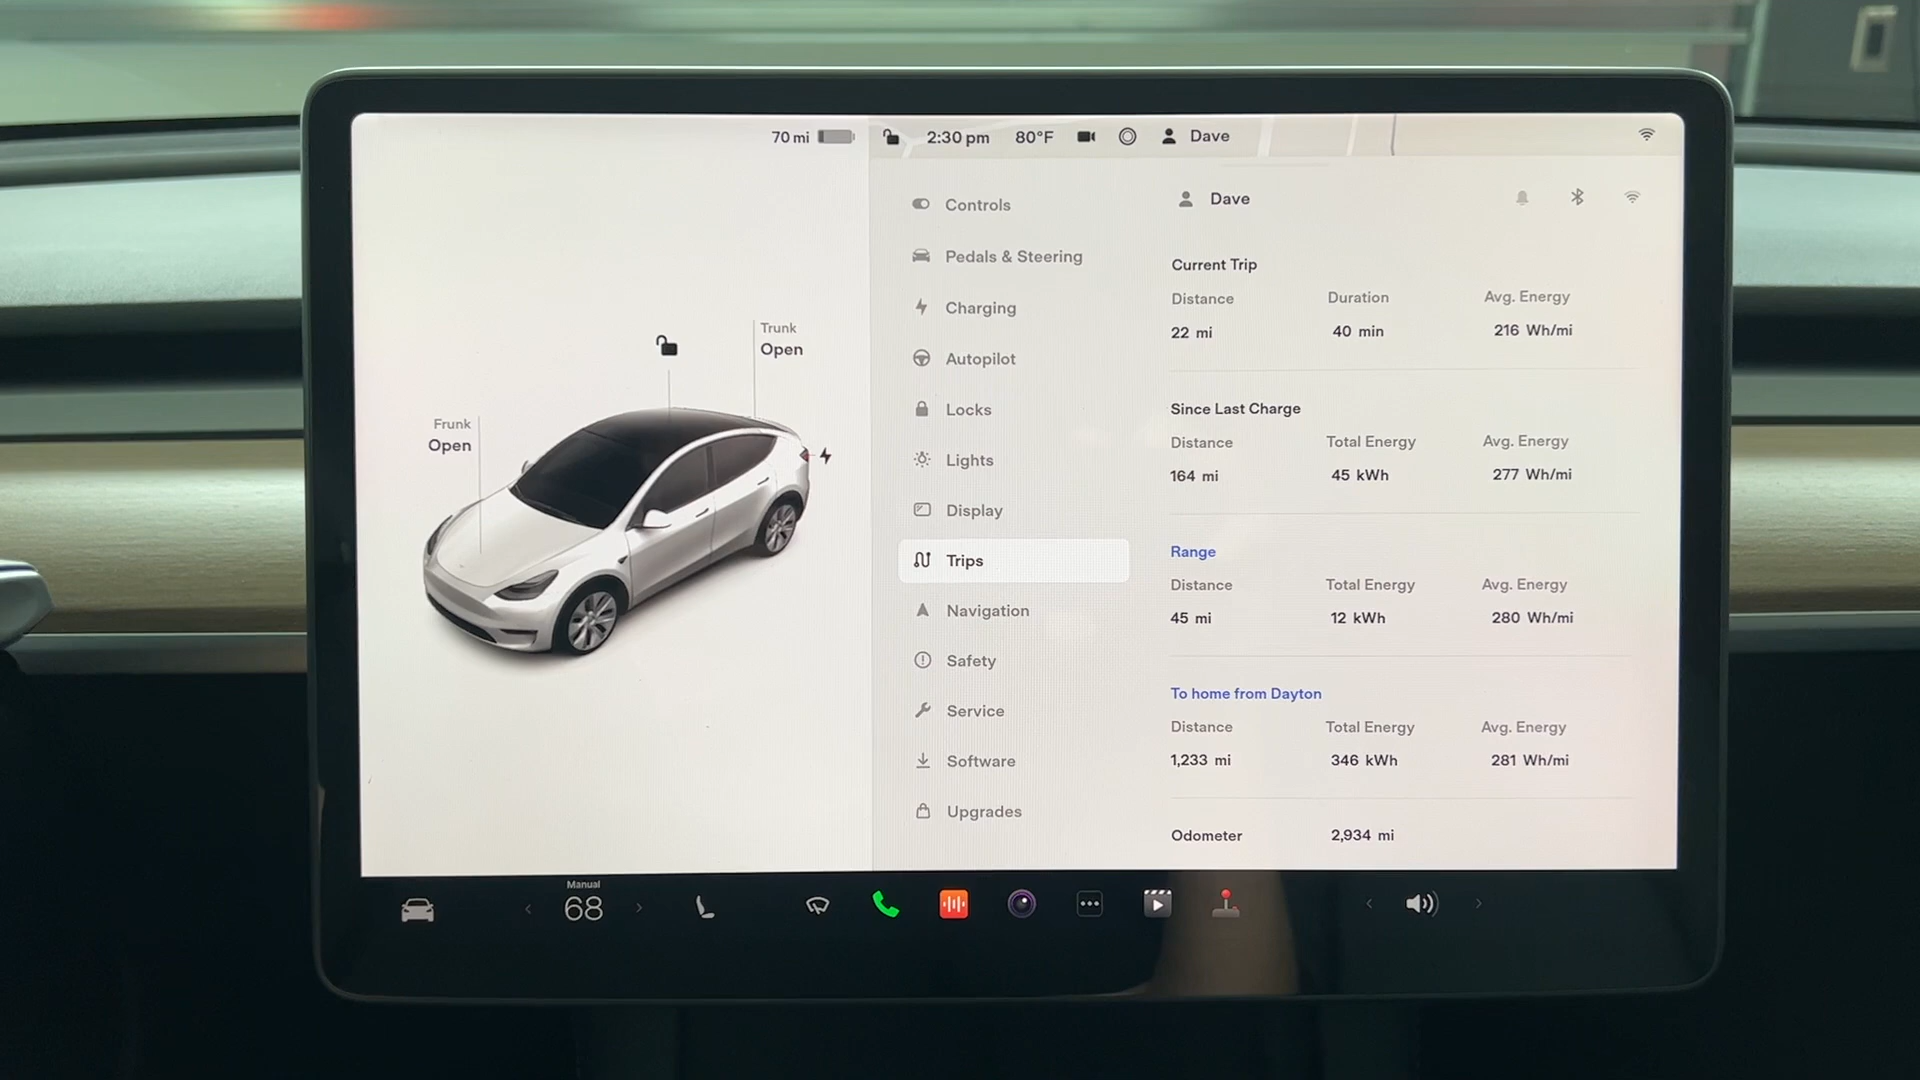 70 mi
2:30 pm 80°F Dave
Trunk
Open
Frunk
Open
Controls
Pedals & Steering
Charging
Autopilot
Locks
Lights
Display
Trips
Navigation
Safety
Service
Software
Upgrades
Dave
Current Trip
Distance Duration Avg. Energy
22 mi 40 min 216 Wh/mi
Since Last Charge
Distance Total Energy Avg. Energy
164 mi 45 kWh 277 Wh/mi
Range
Distance Total Energy Avg. Energy
45 mi 12 kWh 280 Wh/mi
To home from Dayton
Distance Total Energy Avg. Energy
1,233 mi 346 kWh 281 Wh/mi
Odometer 2,934 mi
Manual
68